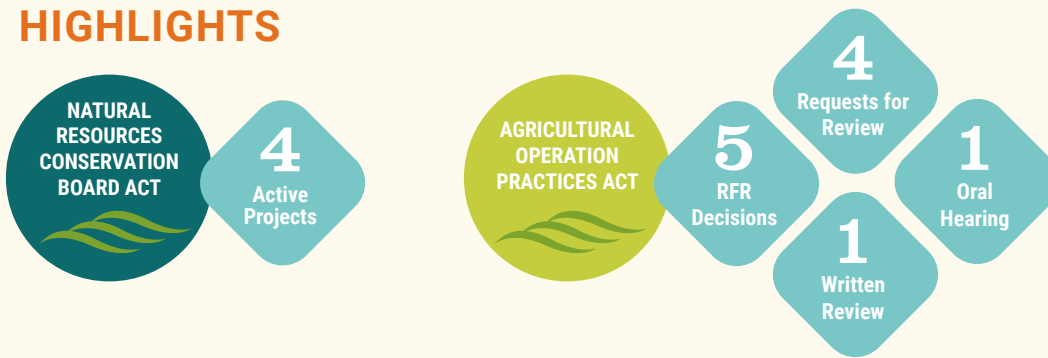 HIGHLIGHTS
NATURAL
RESOURCES
CONSERVATION
BOARD ACT
4
Active
Projects
AGRICULTURAL
OPERATION
PRACTICES ACT
5
RFR
Decisions
4
Requests for
Review
1
Written
Review
1
Oral
Hearing